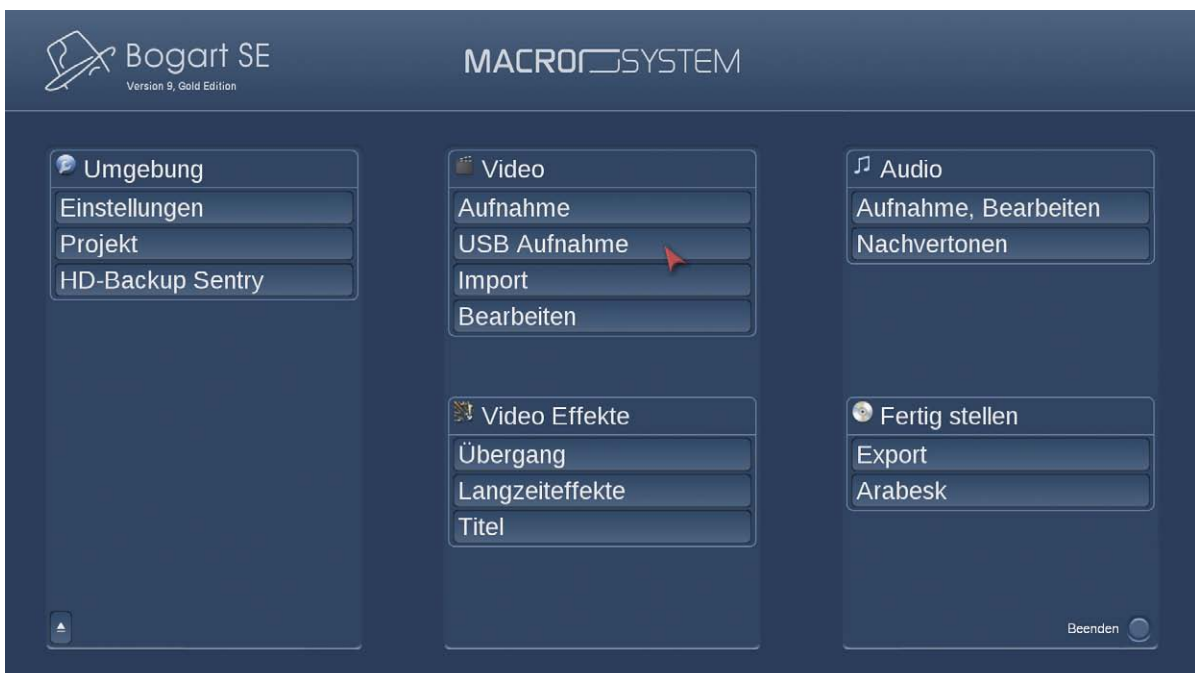 Bogart SE
Version 9, Gold Edition
MACROSYSTEM
Umgebung
Einstellungen
Projekt
HD-Backup Sentry
Video
Aufnahme
USB Aufnahme
Import
Bearbeiten
Video Effekte
Übergang
Langzeiteffekte
Titel
Audio
Aufnahme, Bearbeiten
Nachvertonen
Fertig stellen
Export
Arabesk
Beenden